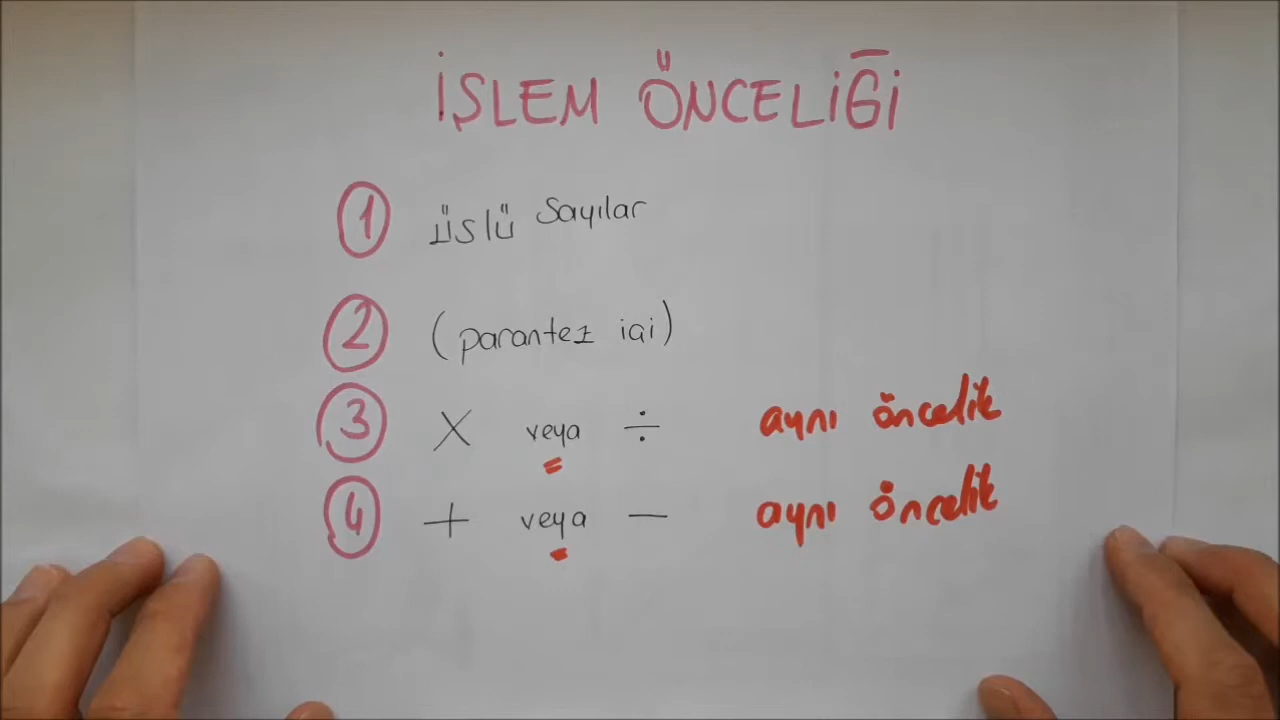 İŞLEM ÖNCELİĞİ
1 üslü sayılar
2 (parantez içi)
3 × veya ÷ aynı öncelik
4 + veya − aynı öncelik